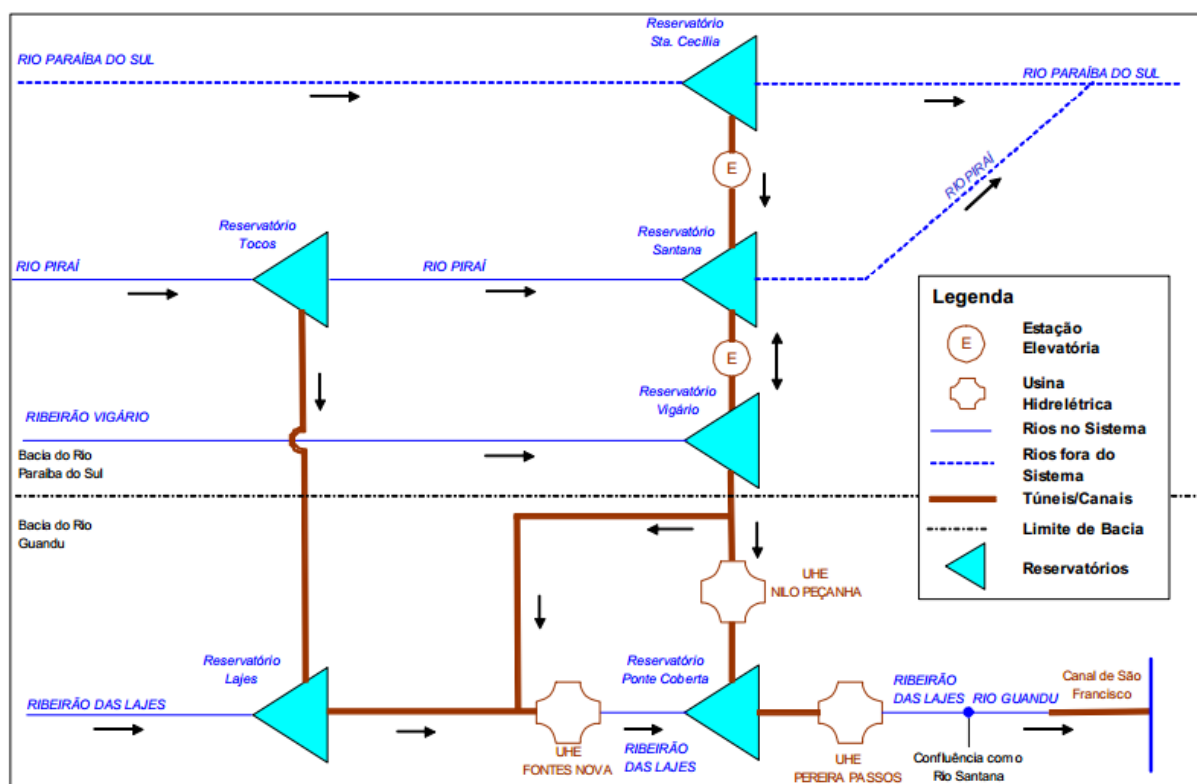 Reservatório
Sta. Cecília
RIO PARAÍBA DO SUL
RIO PARAÍBA DO SUL
E
RIO PIRAÍ
Reservatório
Tocos
Reservatório
Santana
RIO PIRAÍ
RIO PIRAÍ
E
Reservatório
Vigário
RIBEIRÃO VIGÁRIO
Bacia do Rio
Paraíba do Sul
Bacia do Rio
Guandu
Legenda
E
Estação
Elevatória
Usina
Hidrelétrica
Rios no Sistema
Rios fora do
Sistema
Túneis/Canais
Limite de Bacia
Reservatórios
UHE
NILO PEÇANHA
Reservatório
Lajes
Reservatório
Ponte Coberta
RIBEIRÃO DAS LAJES
RIBEIRÃO
DAS LAJES
RIO GUANDU
Canal de São
Francisco
UHE
FONTES NOVA
RIBEIRÃO
DAS LAJES
UHE
PEREIRA PASSOS
Confluência com o
Rio Santana